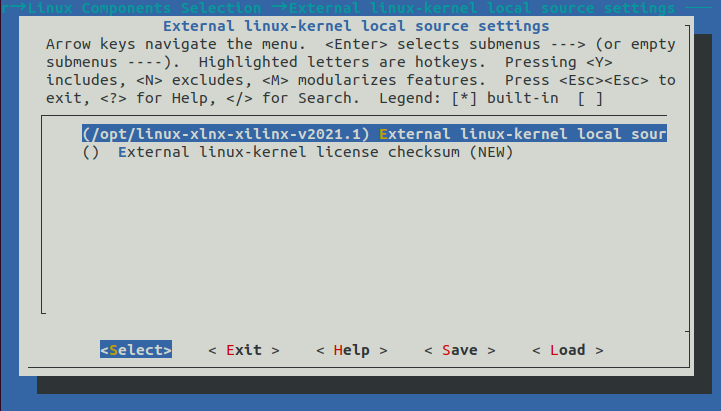 r→Linux Components Selection →External linux-kernel local source settings
External linux-kernel local source settings
Arrow keys navigate the menu.  <Enter> selects submenus ---> (or empty
submenus ----).  Highlighted letters are hotkeys.  Pressing <Y>
includes, <N> excludes, <M> modularizes features.  Press <Esc><Esc> to
exit, <?> for Help, </> for Search.  Legend: [*] built-in  [ ]
(/opt/linux-xlnx-xilinx-v2021.1) External linux-kernel local sour
()  External linux-kernel license checksum (NEW)
<Select>    < Exit >    < Help >    < Save >    < Load >